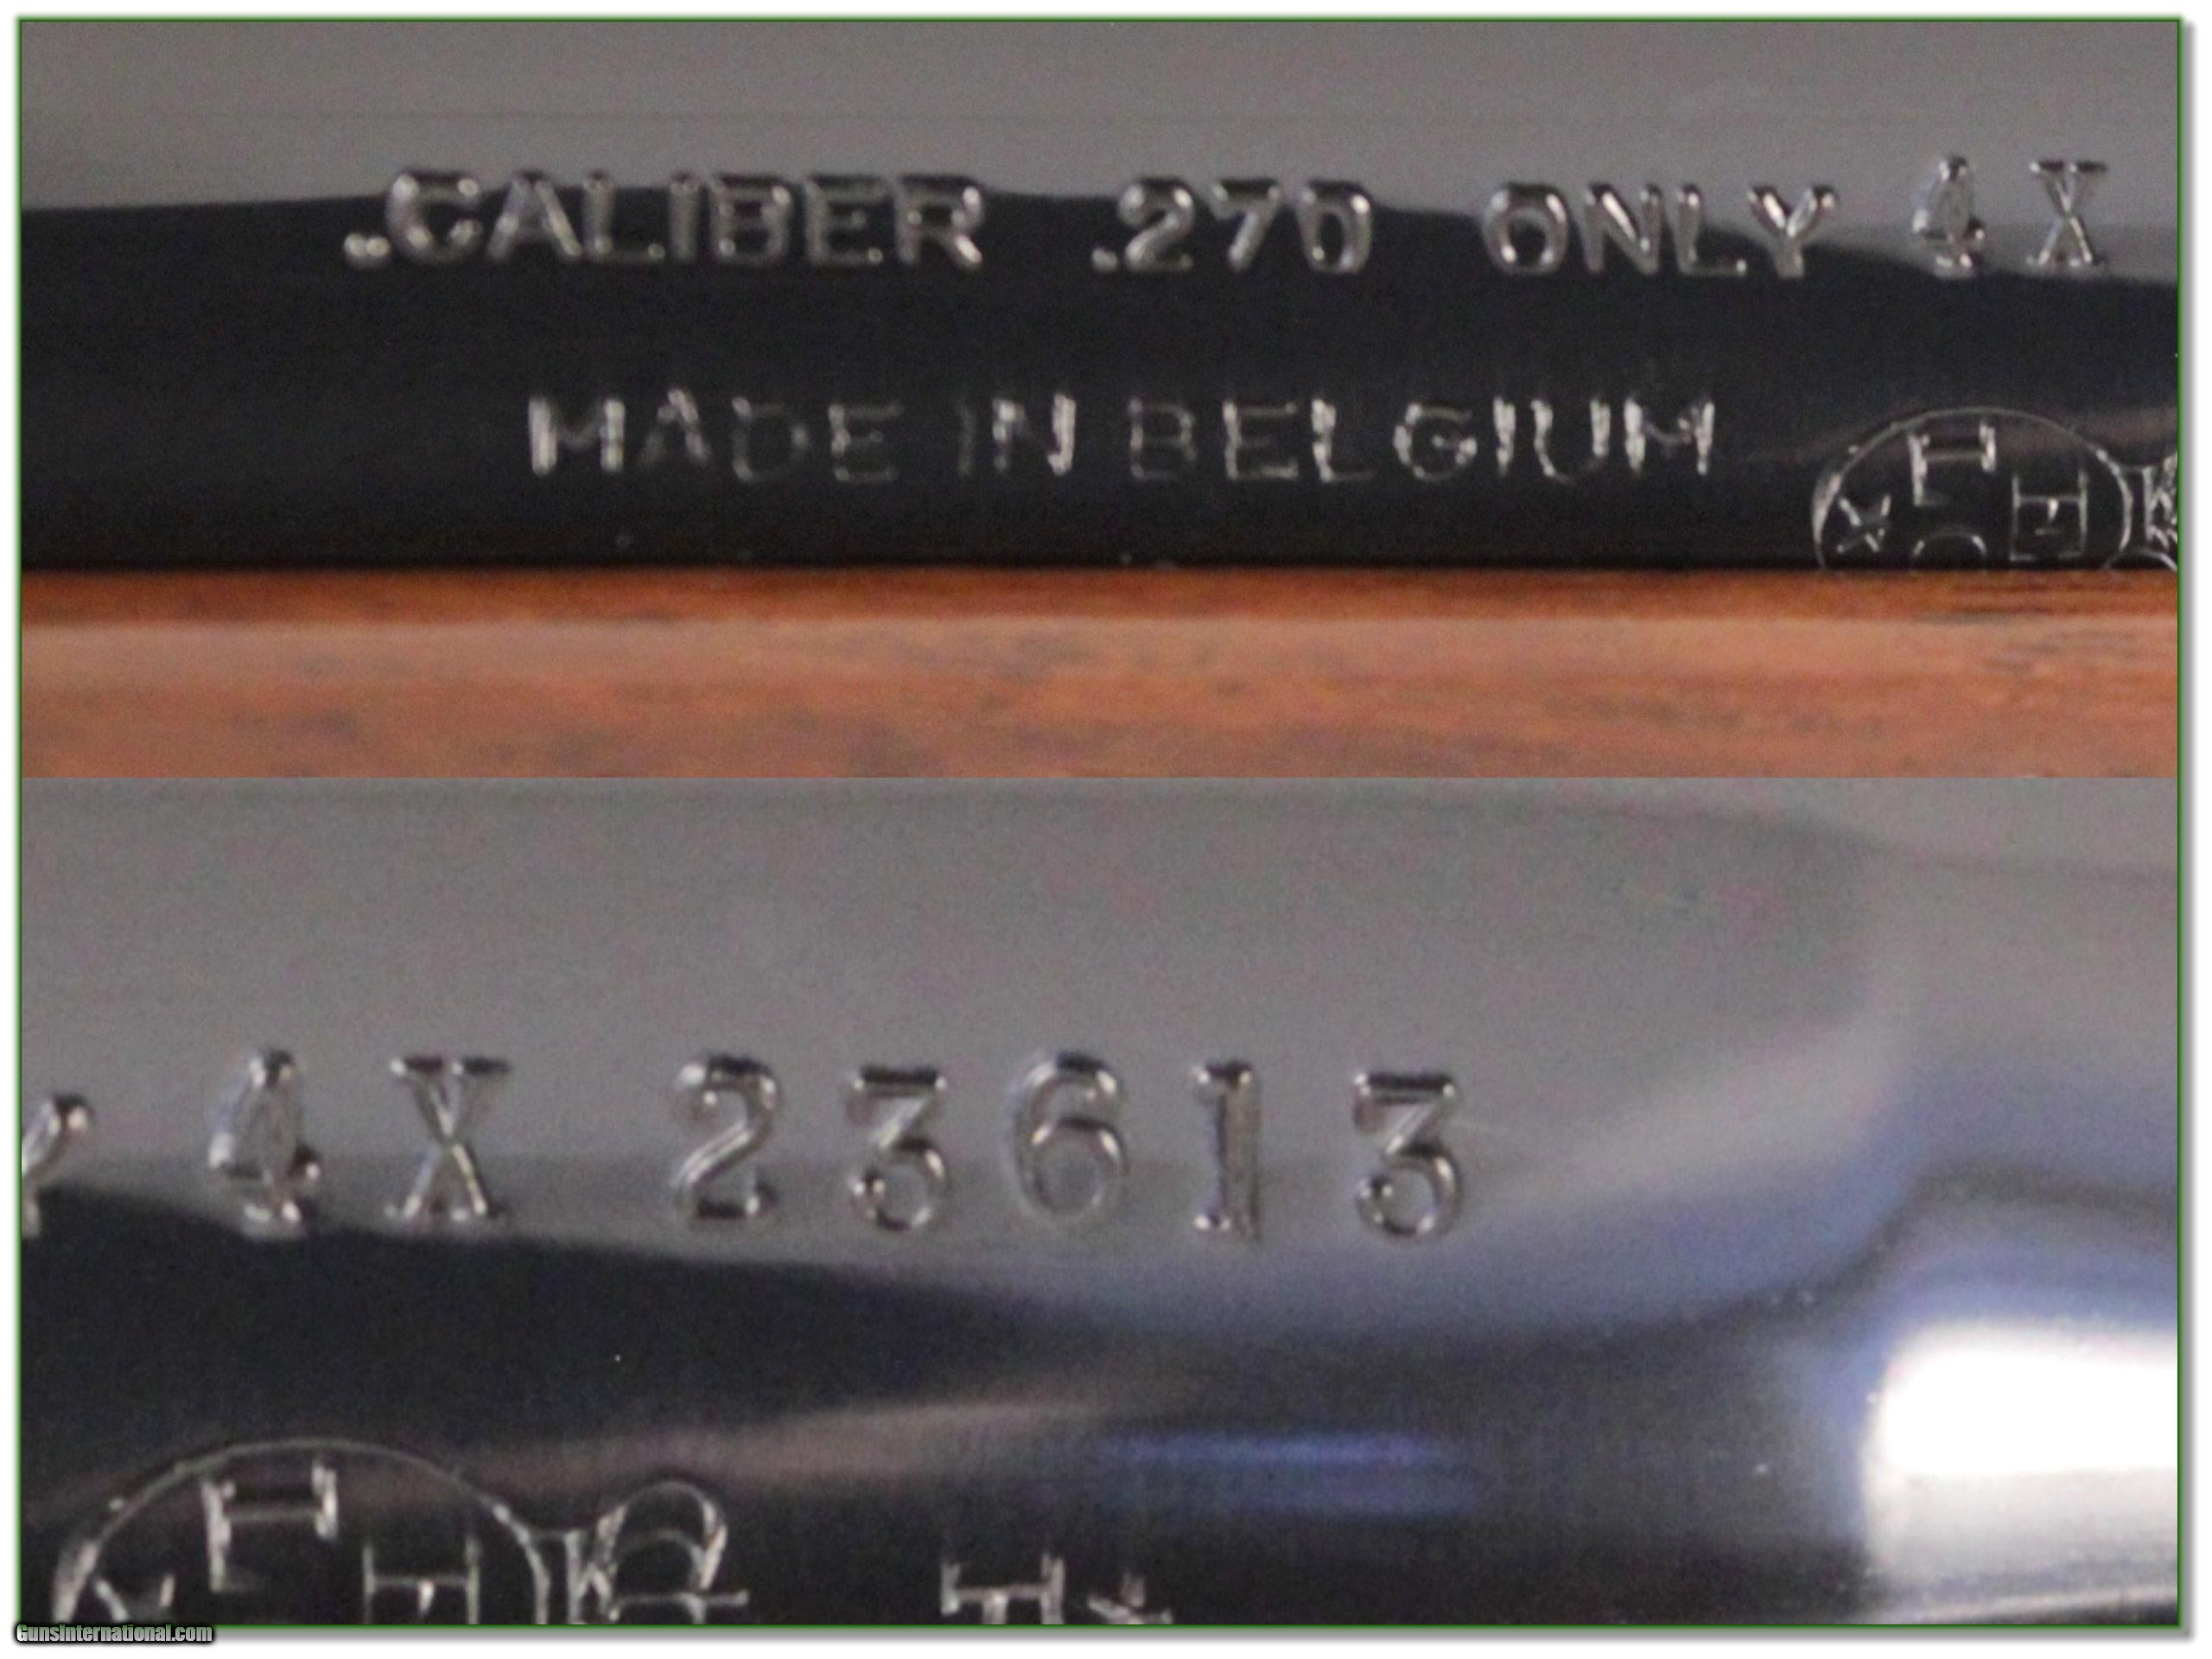 .CALIBER .270 ONLY 4X
MADE IN BELGIUM
4X 23613
GunsInternational.com